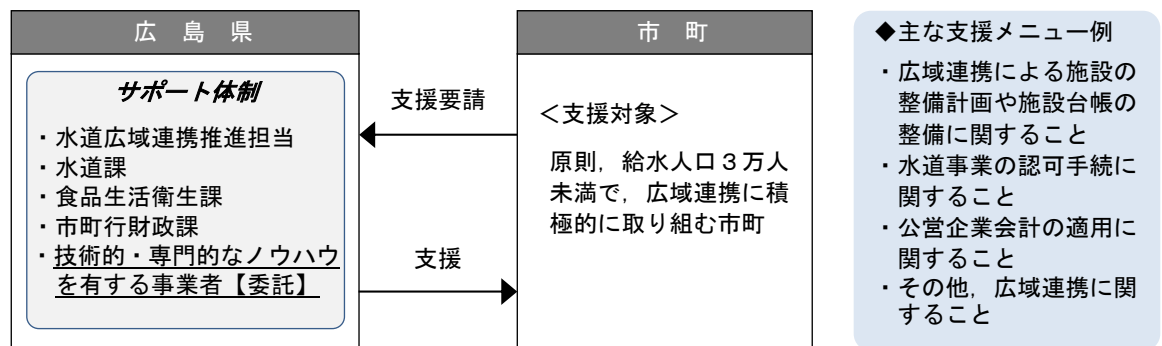 広 島 県
サポート体制
・水道広域連携推進担当
・水道課
・食品生活衛生課
・市町行財政課
・技術的・専門的なノウハウ
を有する事業者【委託】
支援要請
支援
市 町
＜支援対象＞
原則，給水人口３万人
未満で，広域連携に積
極的に取り組む市町
◆主な支援メニュー例
・広域連携による施設の
整備計画や施設台帳の
整備に関すること
・水道事業の認可手続に
関すること
・公営企業会計の適用に
関すること
・その他，広域連携に関
すること